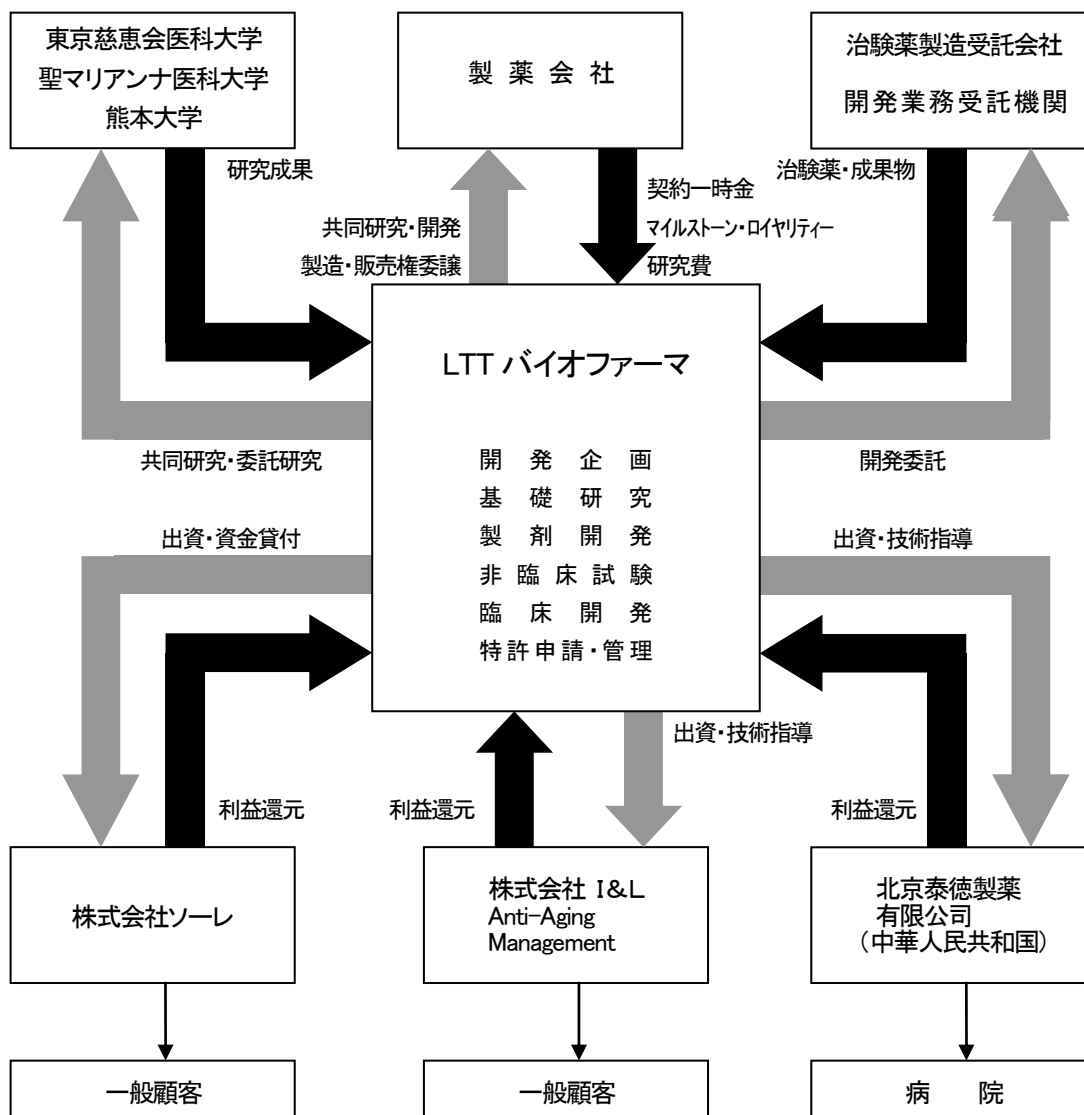 東京慈恵会医科大学
聖マリアンナ医科大学
熊本大学
製薬会社
治験薬製造受託会社
開発業務受託機関
研究成果
契約一時金
マイルストーン・ロイヤリティー
研究費
共同研究・開発
製造・販売権委譲
治験薬・成果物
LTT バイオファーマ
開発企画
基礎研究
製剤開発
非臨床試験
臨床開発
特許申請・管理
共同研究・委託研究
開発委託
出資・資金貸付
出資・技術指導
出資・技術指導
利益還元
利益還元
利益還元
株式会社ソーレ
株式会社 I&L
Anti-Aging
Management
北京泰徳製薬
有限公司
（中華人民共和国）
一般顧客
一般顧客
病院